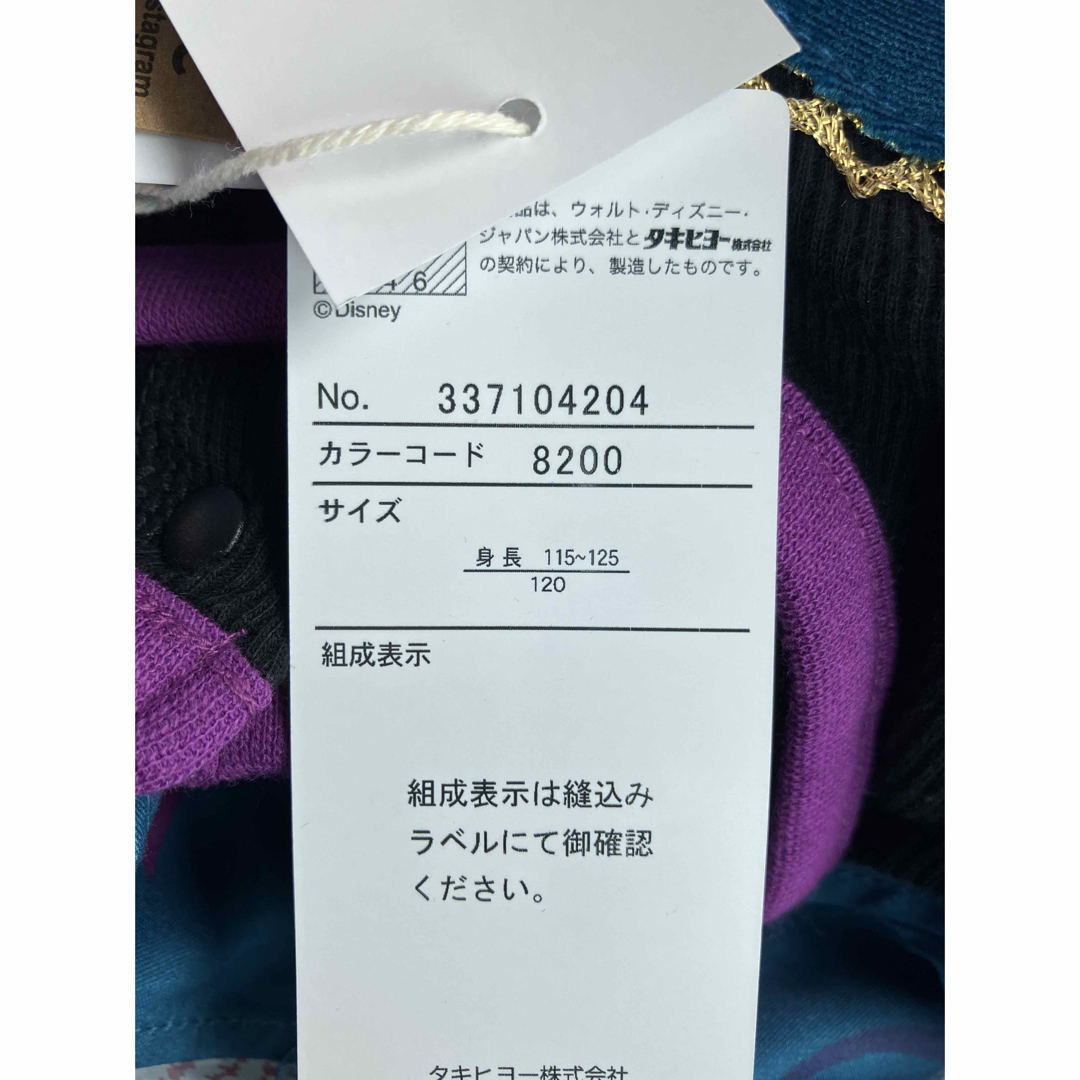 stagram
品は、ウォルト・ディズニー・
ジャパン株式会社とタキヒヨー株式会社
の契約により、製造したものです。
4 6
©Disney
No. 337104204
カラーコード 8200
サイズ
身長 115~125
120
組成表示
組成表示は縫込み
ラベルにて御確認
ください。
タキヒヨー株式会社